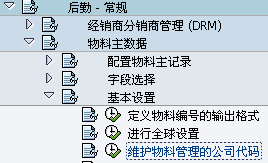 后勤 - 常规
经销商分销商管理 (DRM)
物料主数据
配置物料主记录
字段选择
基本设置
定义物料编号的输出格式
进行全球设置
维护物料管理的公司代码